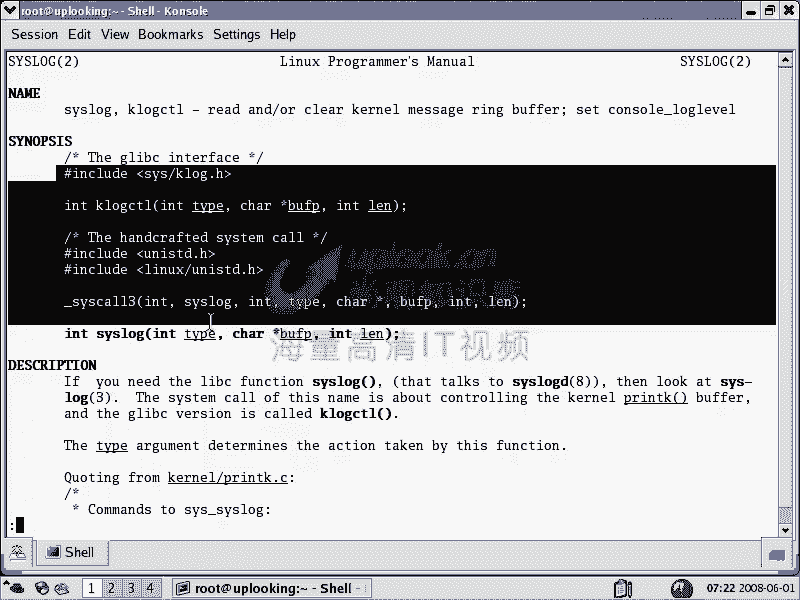 root@uplooking:~ - Shell - Konsole
Session Edit View Bookmarks Settings Help
SYSLOG(2) Linux Programmer's Manual SYSLOG(2)
NAME
syslog, klogctl - read and/or clear kernel message ring buffer; set console_loglevel
SYNOPSIS
/* The glibc interface */
#include <sys/klog.h>
int klogctl(int type, char *bufp, int len);
/* The handcrafted system call */
#include <unistd.h>
#include <linux/unistd.h>
_syscall3(int, syslog, int, type, char *, bufp, int, len);
int syslog(int type, char *bufp, int len);
uplook.cn
尚观知识库
海量高清IT视频
DESCRIPTION
If you need the libc function syslog(), (that talks to syslogd(8)), then look at sys-
log(3). The system call of this name is about controlling the kernel printk() buffer,
and the glibc version is called klogctl().
The type argument determines the action taken by this function.
Quoting from kernel/printk.c:
/*
* Commands to sys_syslog:
:
Shell
1 2 3 4 root@uplooking:~ - Shell - 07:22 2008-06-01